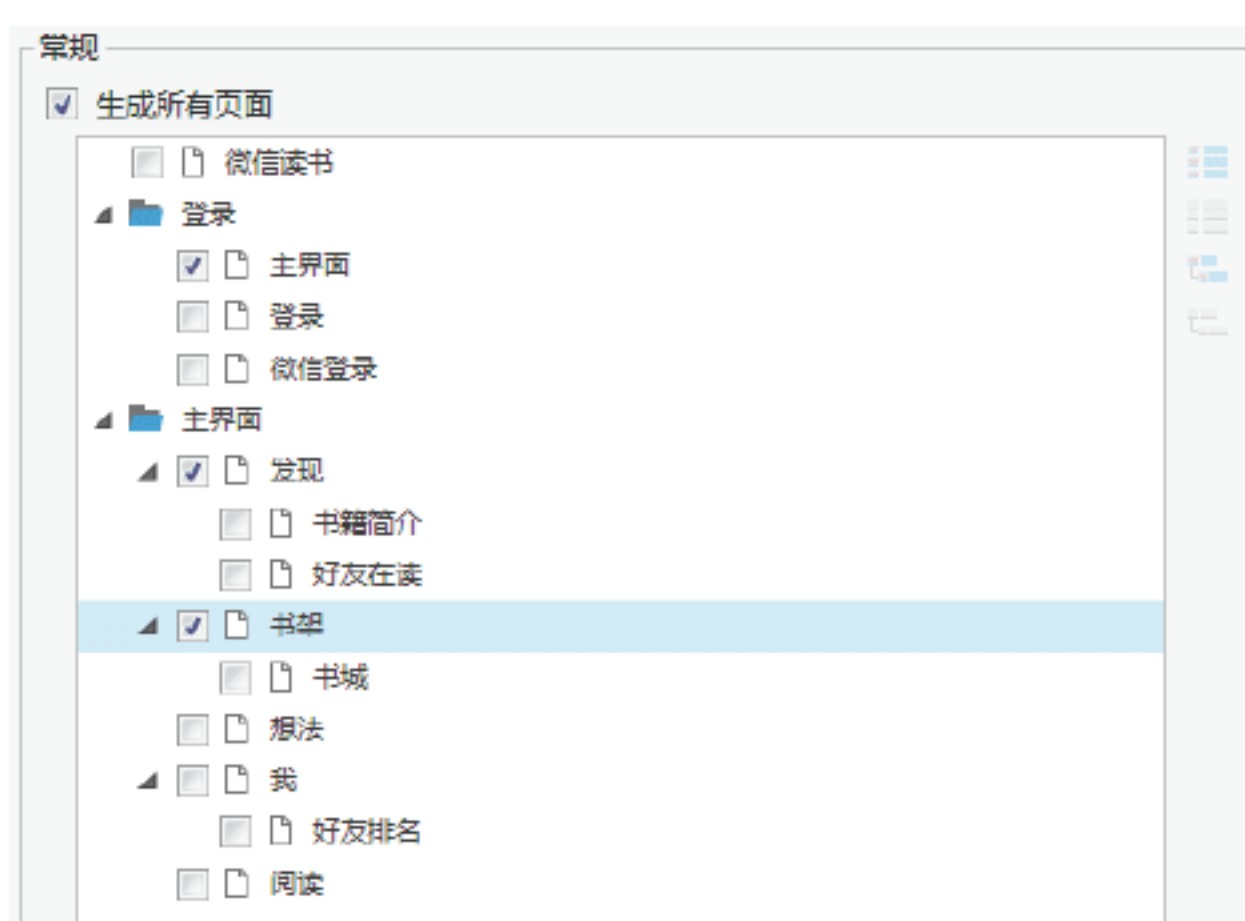 常规
生成所有页面
微信读书
登录
主界面
登录
微信登录
主界面
发现
书籍简介
好友在读
书架
书城
想法
我
好友排名
阅读